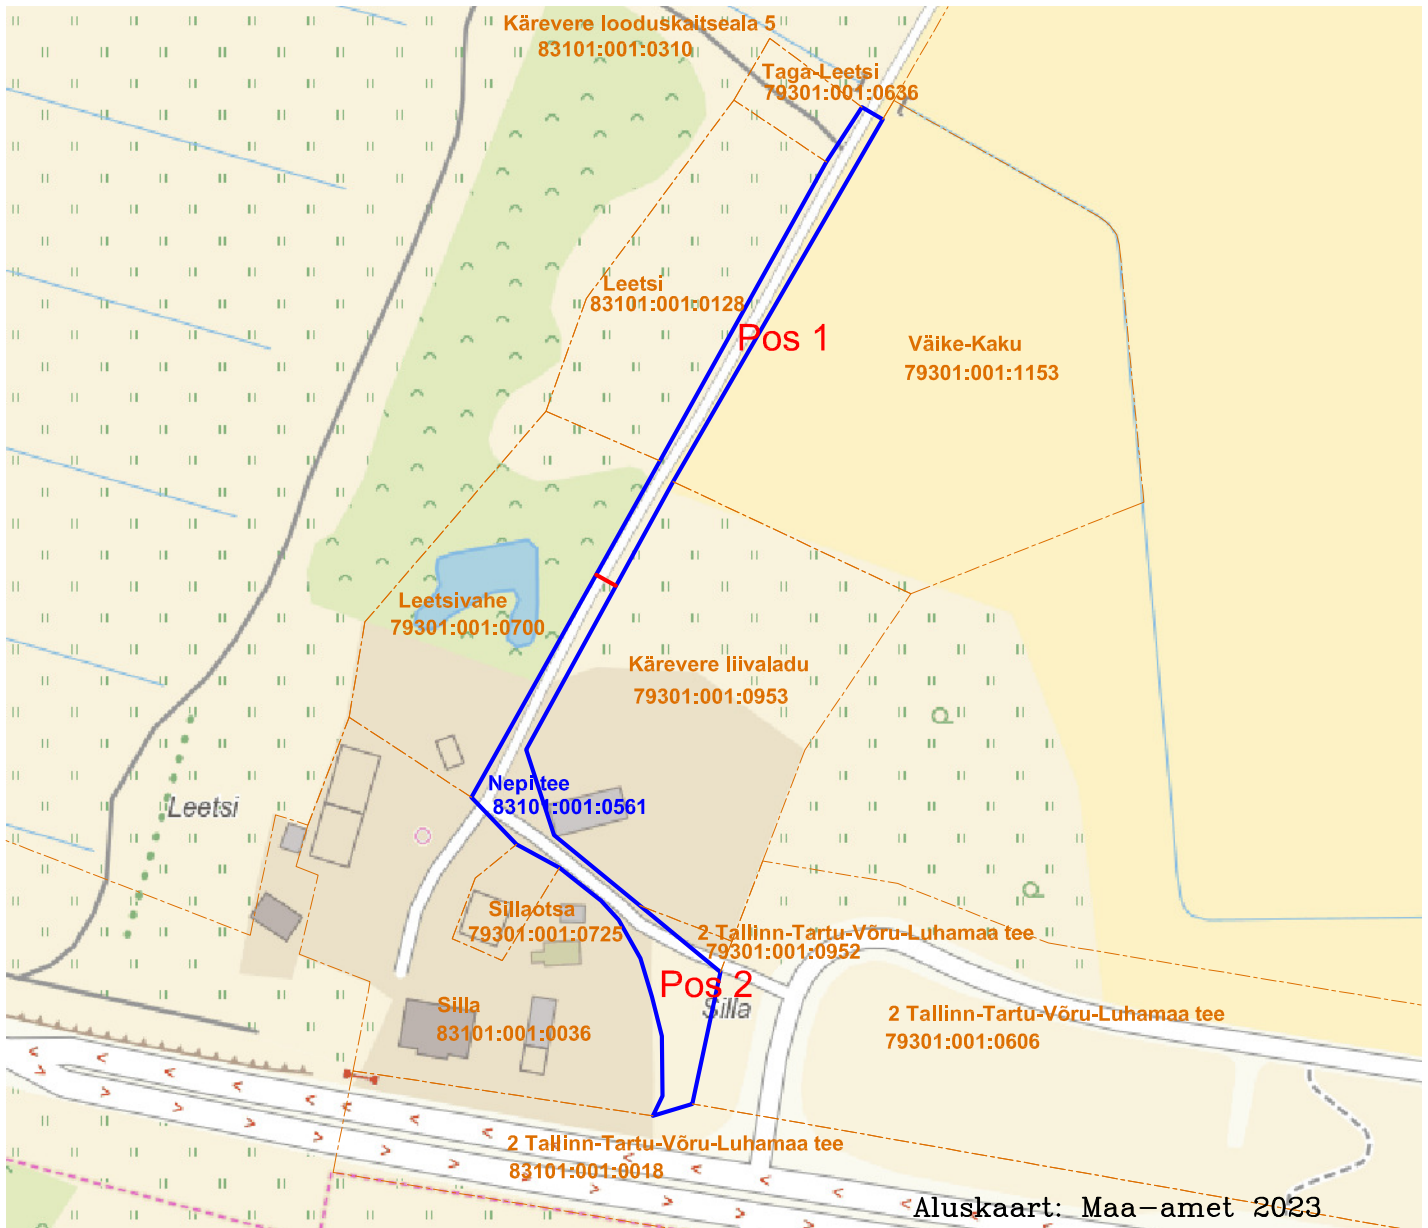 Kärevere looduskaitseala 5
83101:001:0310
Taga-Leetsi
79301:001:0636
Leetsi
83101:001:0128
Pos 1
Väike-Kaku
79301:001:1153
Leetsivahe
79301:001:0700
Kärevere liivaladu
79301:001:0953
Nepi tee
83101:001:0561
Leetsi
Sillaotsa
79301:001:0725
2 Tallinn-Tartu-Võru-Luhamaa tee
79301:001:0952
Pos 2
Silla
Silla
83101:001:0036
2 Tallinn-Tartu-Võru-Luhamaa tee
79301:001:0606
2 Tallinn-Tartu-Võru-Luhamaa tee
83101:001:0018
Aluskaart: Maa-amet 2023